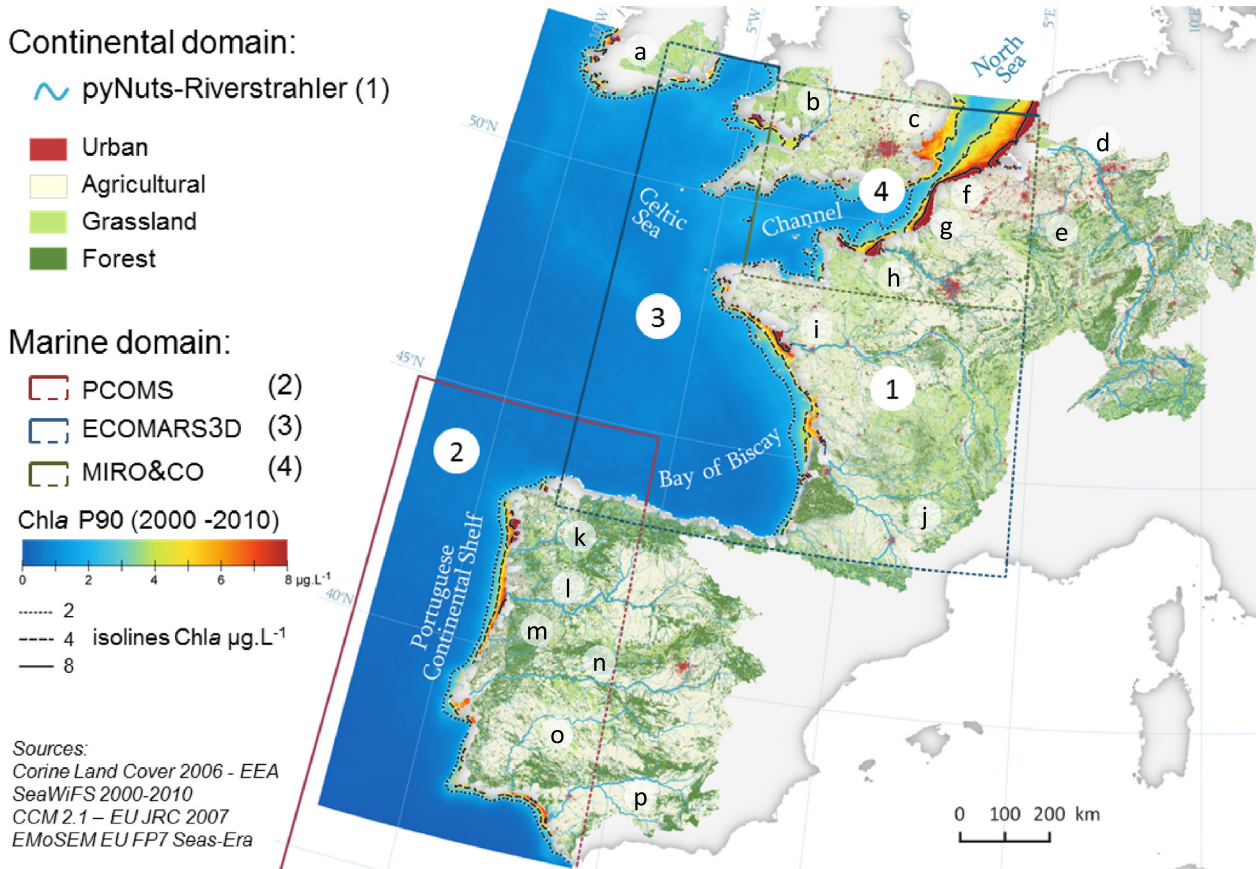 Continental domain:
pyNuts-Riverstrahler (1)
Urban
Agricultural
Grassland
Forest
Marine domain:
PCOMS (2)
ECOMARS3D (3)
MIRO&CO (4)
Chla P90 (2000 -2010)
0 2 4 6 8 µg.L-1
2
4 isolines Chla µg.L-1
8
Sources:
Corine Land Cover 2006 - EEA
SeaWiFS 2000-2010
CCM 2.1 – EU JRC 2007
EMoSEM EU FP7 Seas-Era
10°W
5°W
0
5°E
10°E
50°N
45°N
40°N
North
Sea
Celtic
Sea
Channel
Bay of Biscay
Portuguese
Continental Shelf
a
b
c
d
e
f
g
h
i
j
k
l
m
n
o
p
1
2
3
4
0 100 200 km